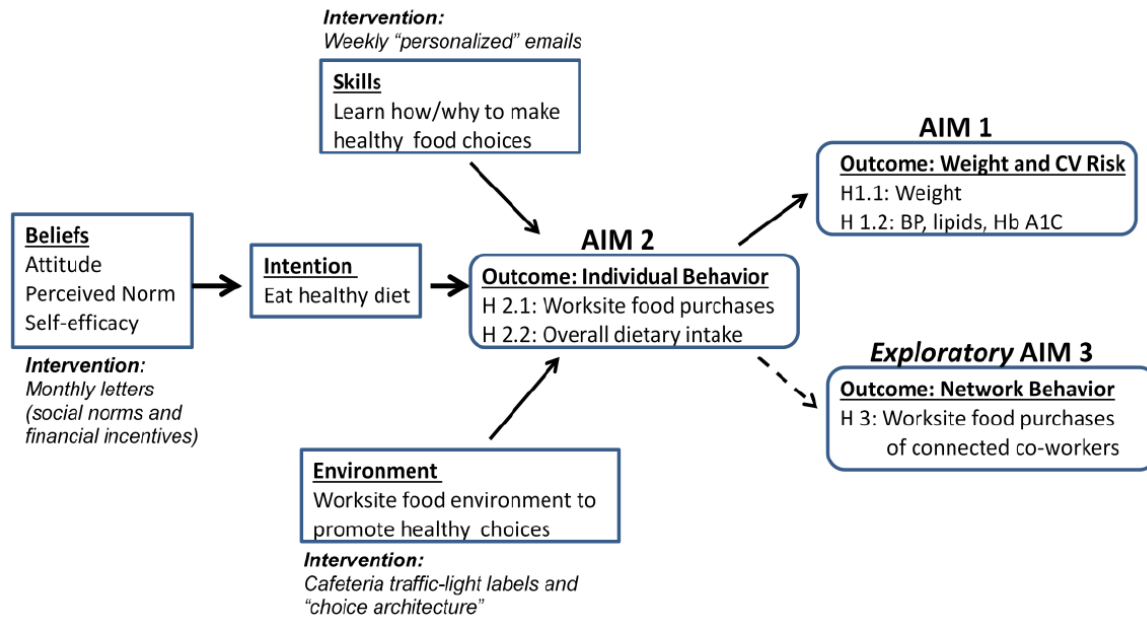 Intervention:
Weekly “personalized” emails
Skills
Learn how/why to make
healthy food choices
AIM 1
Outcome: Weight and CV Risk
H1.1: Weight
H 1.2: BP, lipids, Hb A1C
Beliefs
Attitude
Perceived Norm
Self-efficacy
Intervention:
Monthly letters
(social norms and
financial incentives)
Intention
Eat healthy diet
AIM 2
Outcome: Individual Behavior
H 2.1: Worksite food purchases
H 2.2: Overall dietary intake
Exploratory AIM 3
Outcome: Network Behavior
H 3: Worksite food purchases
of connected co-workers
Environment
Worksite food environment to
promote healthy choices
Intervention:
Cafeteria traffic-light labels and
“choice architecture”